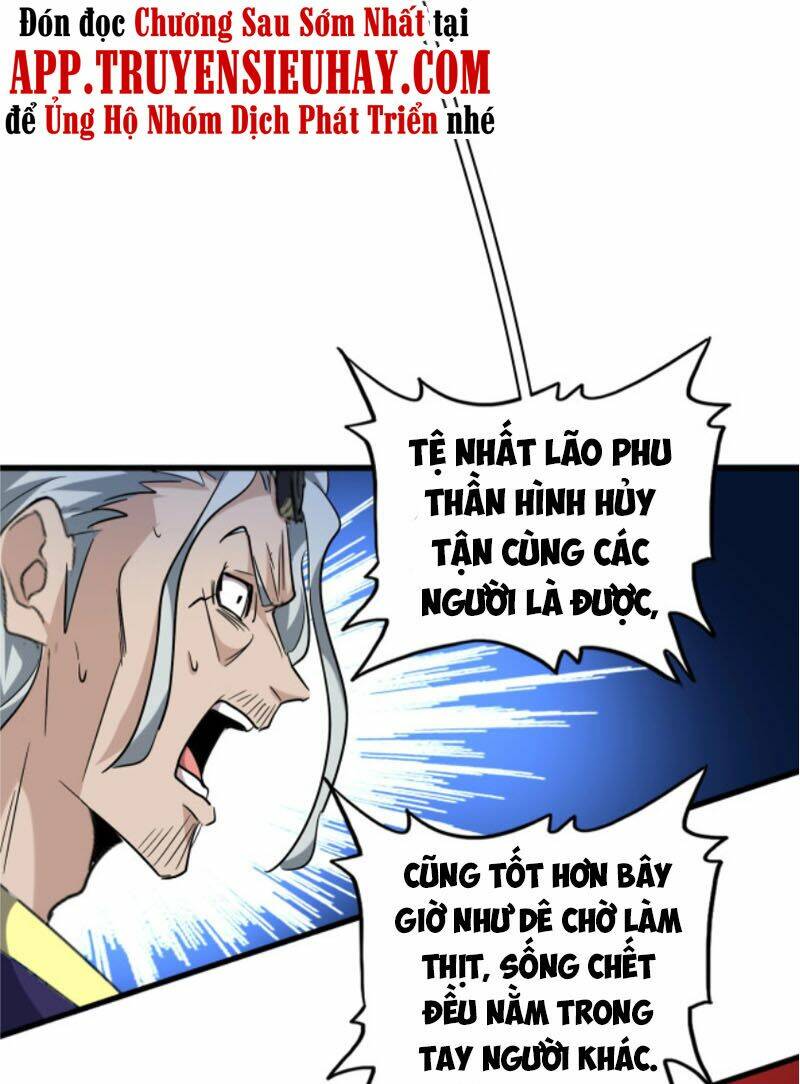 Đón đọc Chương Sau Sớm Nhất tại
APP.TRUYENSIEUHAY.COM
để Ủng Hộ Nhóm Dịch Phát Triển nhé
TỆ NHẤT LÃO PHU
THẦN HÌNH HỦY
TẬN CÙNG CÁC
NGƯỜI LÀ ĐƯỢC,
CŨNG TỐT HƠN BÂY
GIỜ NHƯ DÊ CHỜ LÀM
THỊT, SỐNG CHẾT
ĐỀU NẰM TRONG
TAY NGƯỜI KHÁC.